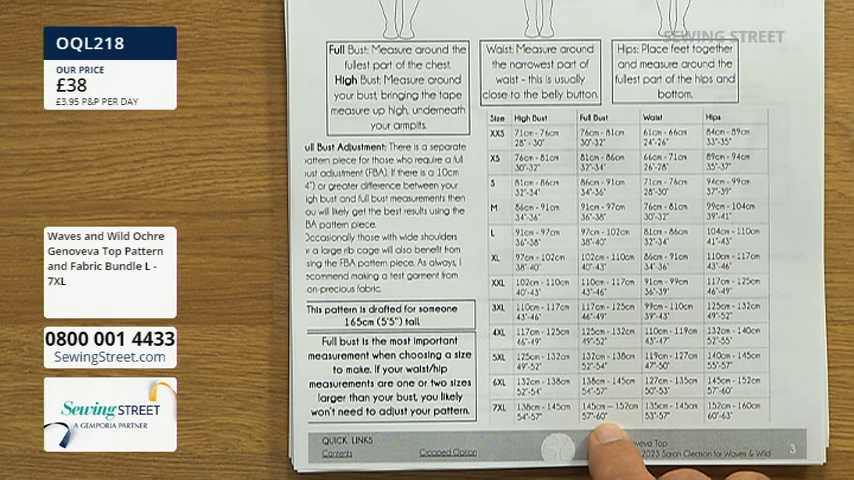 OQL218
OUR PRICE
£38
£3.95 P&P PER DAY
Waves and Wild Ochre
Genoveva Top Pattern
and Fabric Bundle L -
7XL
0800 001 4433
SewingStreet.com
Sewing STREET
A GEMPORIA PARTNER
SEWING STREET
Full Bust: Measure around the
fullest part of the chest.
High Bust: Measure around
your bust, bringing the tape
measure up high, underneath
your armpits.
Waist: Measure around
the narrowest part of
waist - this is usually
close to the belly button.
Hips: Place feet together
and measure around the
fullest part of the hips and
bottom.
ull Bust Adjustment: There is a separate
attern piece for those who require a full
ust adjustment (FBA). If there is a 10cm
4") or greater difference between your
igh bust and full bust measurements then
ou will likely get the best results using the
BA pattern piece.
Occasionally those with wide shoulders
r a large rib cage will also benefit from
sing the FBA pattern piece. As always, I
ecommend making a test garment from
on-precious fabric.
This pattern is drafted for someone
165cm (5'5") tall.
Full bust is the most important
measurement when choosing a size
to make. If your waist/hip
measurements are one or two sizes
larger than your bust, you likely
won't need to adjust your pattern.
Size High Bust Full Bust Waist Hips
XXS 71cm - 76cm 76cm - 81cm 61cm - 66cm 84cm - 89cm
28" - 30" 30"-32" 24"-26" 33"-35"
XS 76cm - 81cm 81cm - 86cm 66cm - 71cm 89cm - 94cm
30"-32" 32"-34" 26"-28" 35"-37"
S 81cm - 86cm 86cm - 91cm 71cm - 76cm 94cm - 99cm
32"-34" 34"-36" 28"-30" 37"-39"
M 86cm - 91cm 91cm - 97cm 76cm - 81cm 99cm - 104cm
34"-36" 36"-38" 30"-32" 39"-41"
L 91cm - 97cm 97cm - 102cm 81cm - 86cm 104cm - 110cm
36"-38" 38"-40" 32"-34" 41"-43"
XL 97cm - 102cm 102cm - 110cm 86cm - 91cm 110cm - 117cm
38"-40" 40"-43" 34"-36" 43"-46"
XXL 102cm - 110cm 110cm - 117cm 91cm - 99cm 117cm - 125cm
40"-43" 43"-46" 36"-39" 46"-49"
3XL 110cm - 117cm 117cm - 125cm 99cm - 110cm 125cm - 132cm
43"-46" 46"-49" 39"-43" 49"-52"
4XL 117cm - 125cm 125cm - 132cm 110cm - 119cm 132cm - 140cm
46"-49" 49"-52" 43"-47" 52"-55"
5XL 125cm - 132cm 132cm - 138cm 119cm - 127cm 140cm - 145cm
49"-52" 52"-54" 47"-50" 55"-57"
6XL 132cm - 138cm 138cm - 145cm 127cm - 135cm 145cm - 152cm
52"-54" 54"-57" 50"-53" 57"-60"
7XL 138cm - 145cm 145cm - 152cm 135cm - 145cm 152cm - 160cm
54"-57" 57"-60" 53"-57" 60"-63"
QUICK LINKS
Contents Cropped Option
oveva Top
2023 Sarah Gleason for Waves & Wild
3